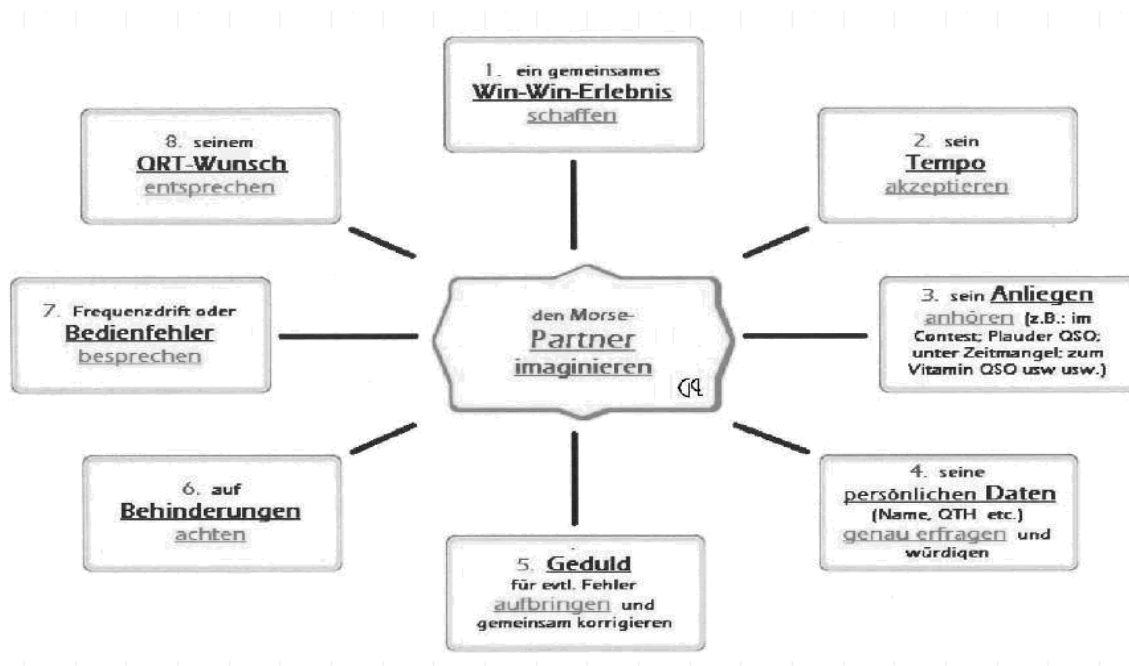 1. ein gemeinsames
Win-Win-Erlebnis
schaffen
8. seinem
QRT-Wunsch
entsprechen
2. sein
Tempo
akzeptieren
7. Frequenzdrift oder
Bedienfehler
besprechen
den Morse-
Partner
imaginieren
3. sein Anliegen
anhören (z.B.: im
Contest; Plauder QSO;
unter Zeitmangel; zum
Vitamin QSO usw usw.)
6. auf
Behinderungen
achten
5. Geduld
für evtl. Fehler
aufbringen und
gemeinsam korrigieren
4. seine
persönlichen Daten
(Name, QTH etc.)
genau erfragen und
würdigen